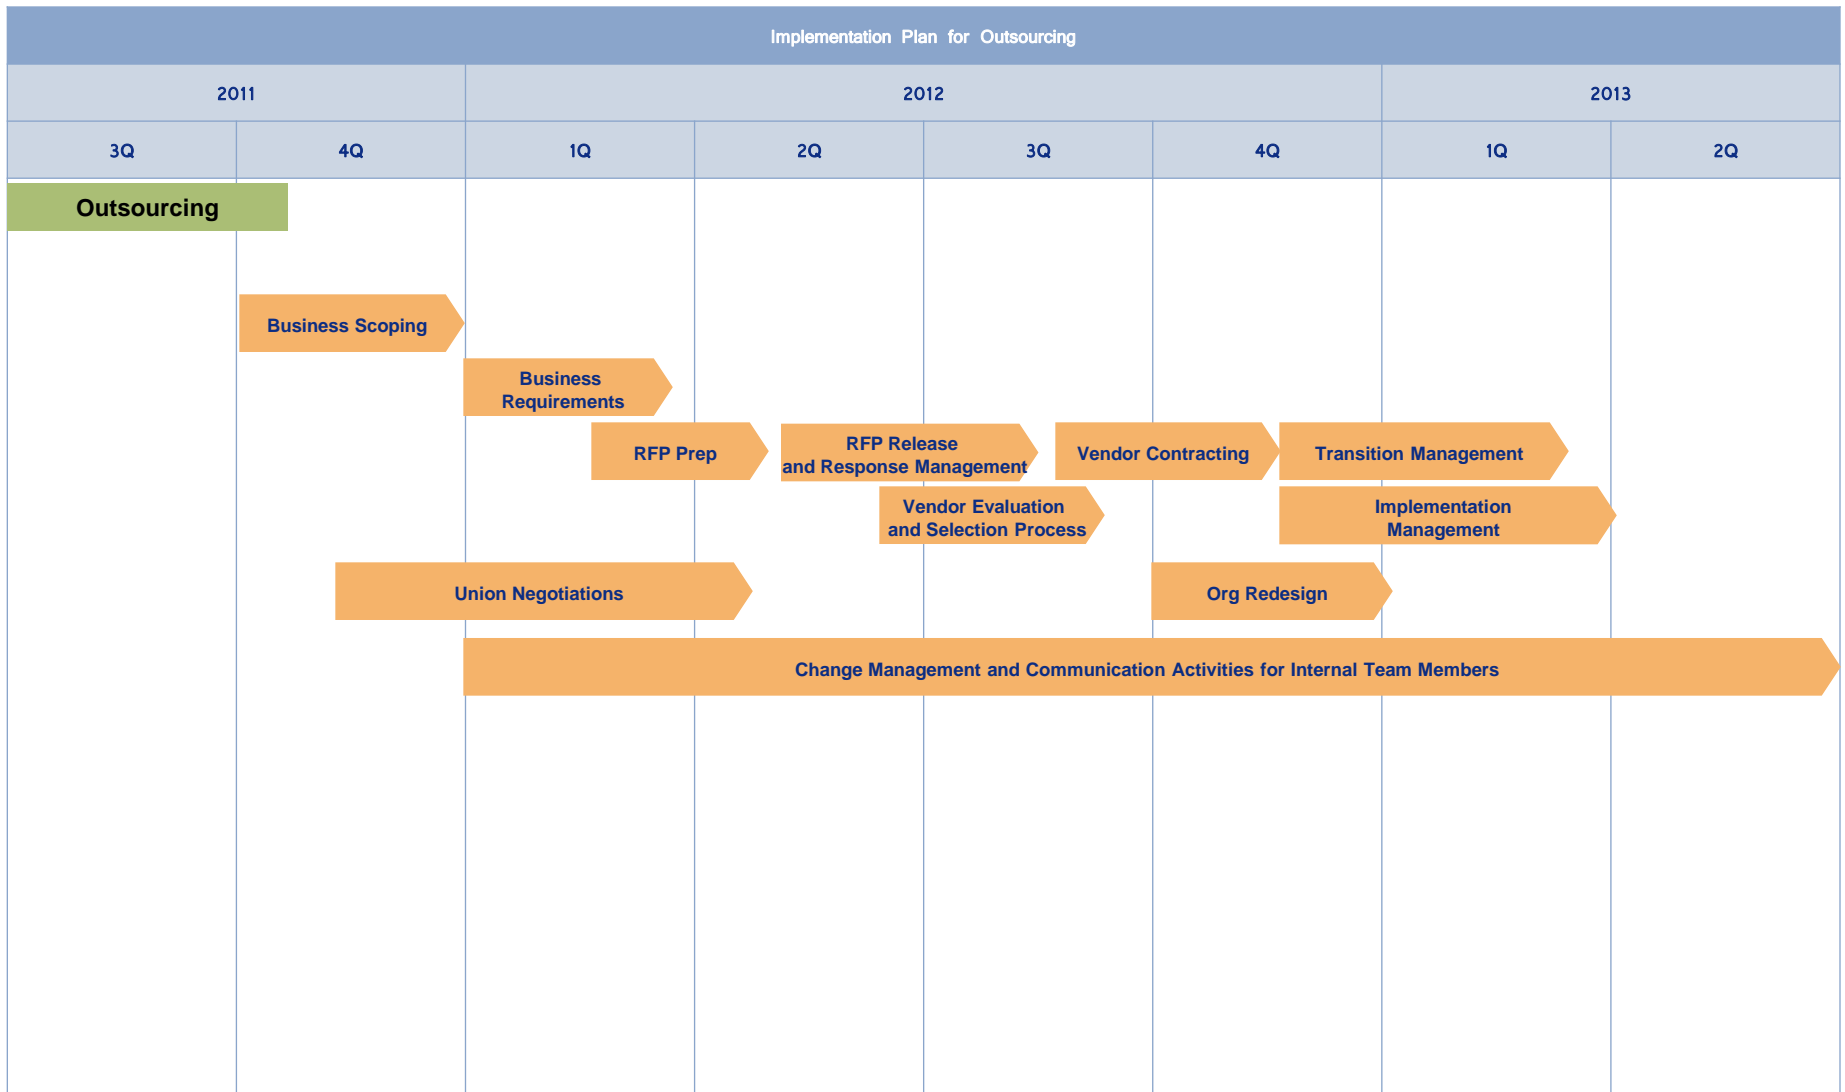 Implementation Plan for Outsourcing
2011 2012 2013
3Q 4Q 1Q 2Q 3Q 4Q 1Q 2Q
Outsourcing
Business Scoping
Business
Requirements
RFP Prep
RFP Release
and Response Management
Vendor Contracting
Transition Management
Vendor Evaluation
and Selection Process
Implementation
Management
Union Negotiations
Org Redesign
Change Management and Communication Activities for Internal Team Members